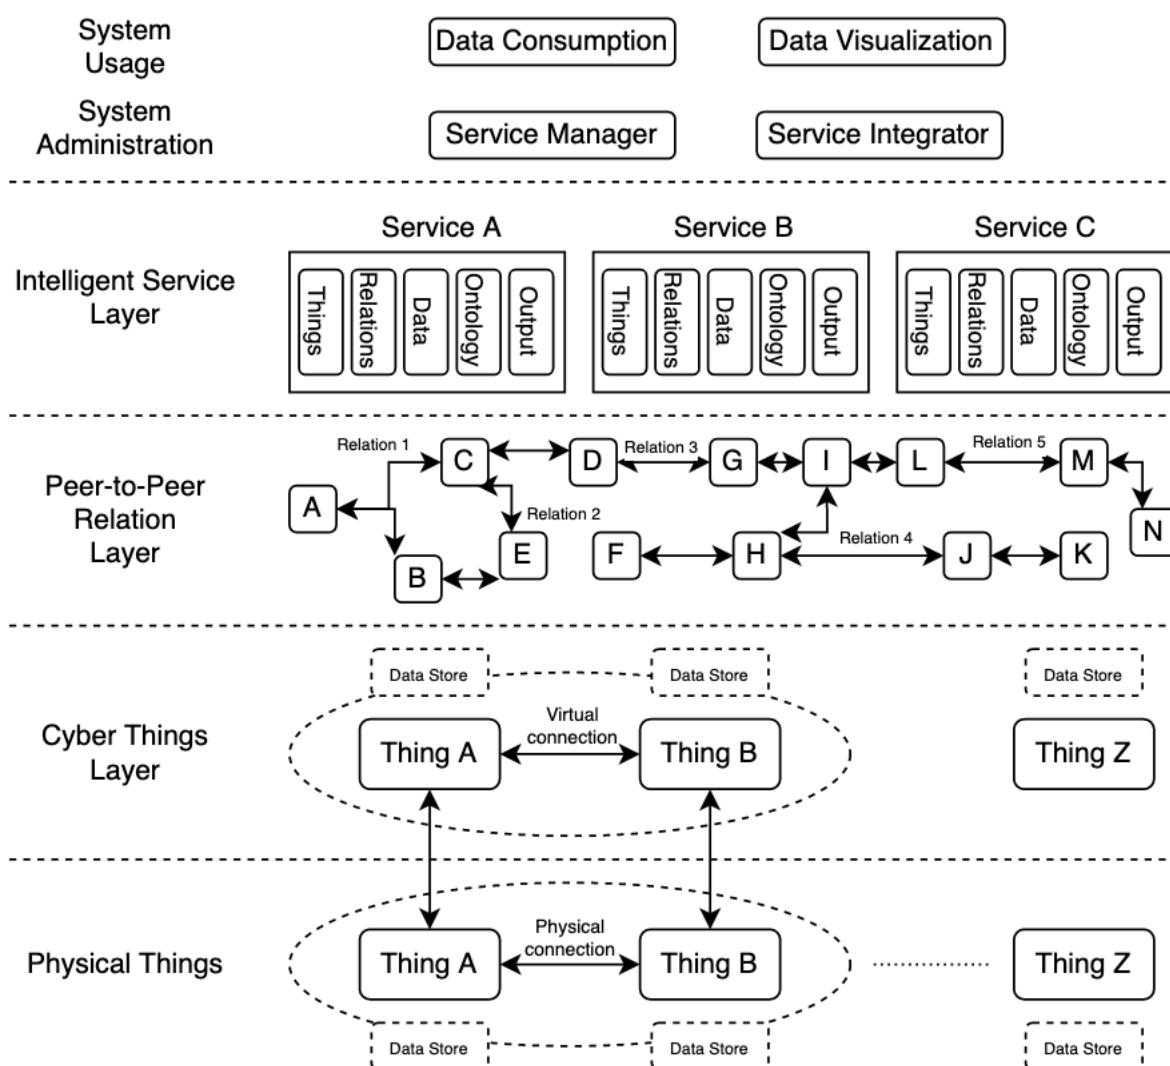 System
Usage
Data Consumption
Data Visualization
System
Administration
Service Manager
Service Integrator
Intelligent Service
Layer
Service A
Things
Relations
Data
Ontology
Output
Service B
Things
Relations
Data
Ontology
Output
Service C
Things
Relations
Data
Ontology
Output
Peer-to-Peer
Relation
Layer
Relation 1
C
D
Relation 3
G
I
L
Relation 5
M
A
Relation 2
N
B
E
F
H
Relation 4
J
K
Cyber Things
Layer
Data Store
Data Store
Data Store
Thing A
Virtual
connection
Thing B
Thing Z
Physical Things
Thing A
Physical
connection
Thing B
Thing Z
Data Store
Data Store
Data Store